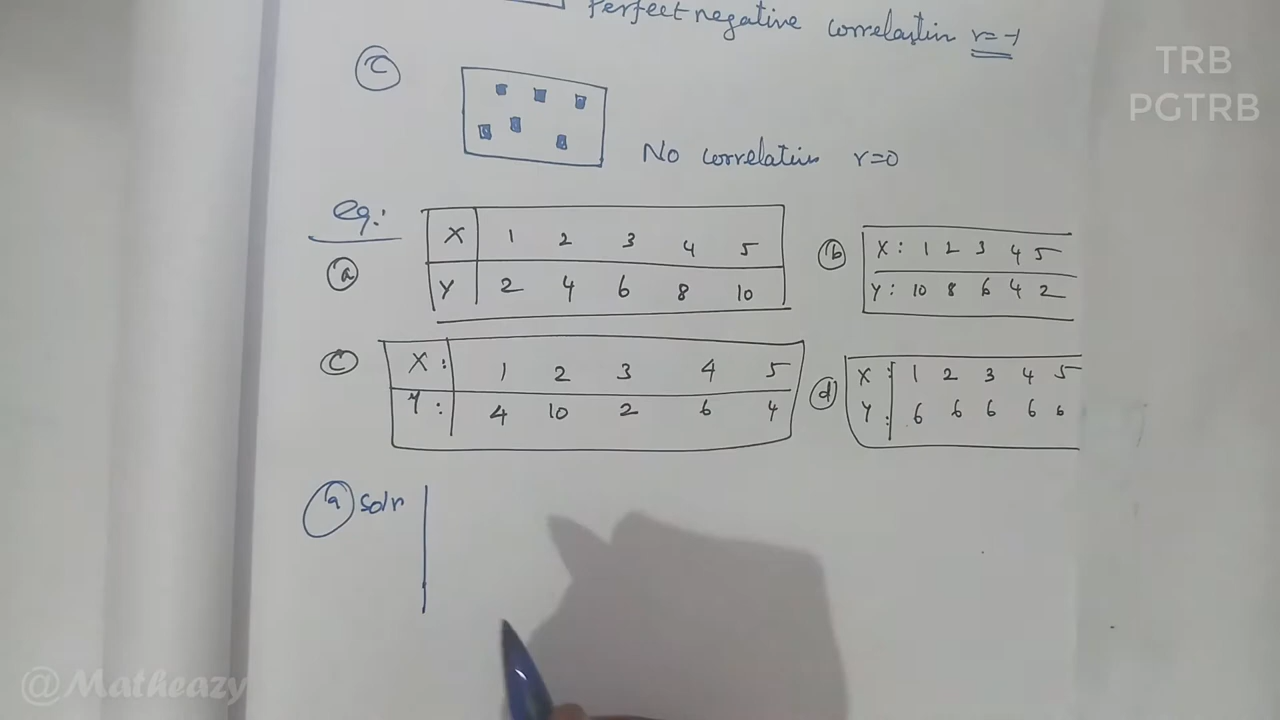 Perfect negative correlastin r=-1
TRB
PGTRB
C
No correlation r=0
eg:
a
X 1 2 3 4 5
Y 2 4 6 8 10
b
X: 1 2 3 4 5
Y: 10 8 6 4 2
C
X: 1 2 3 4 5
Y: 4 10 2 6 4
d
X: 1 2 3 4 5
Y: 6 6 6 6 6
a soln
@Matheazy